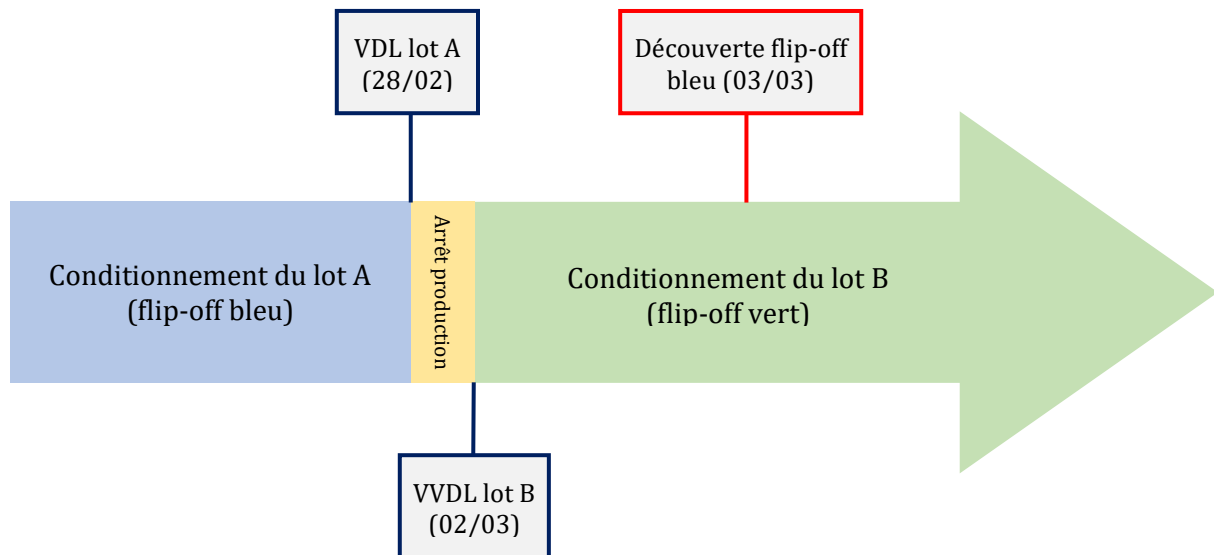 VDL lot A
(28/02)
Découverte flip-off
bleu (03/03)
Conditionnement du lot A
(flip-off bleu)
Arrêt production
Conditionnement du lot B
(flip-off vert)
VVDL lot B
(02/03)